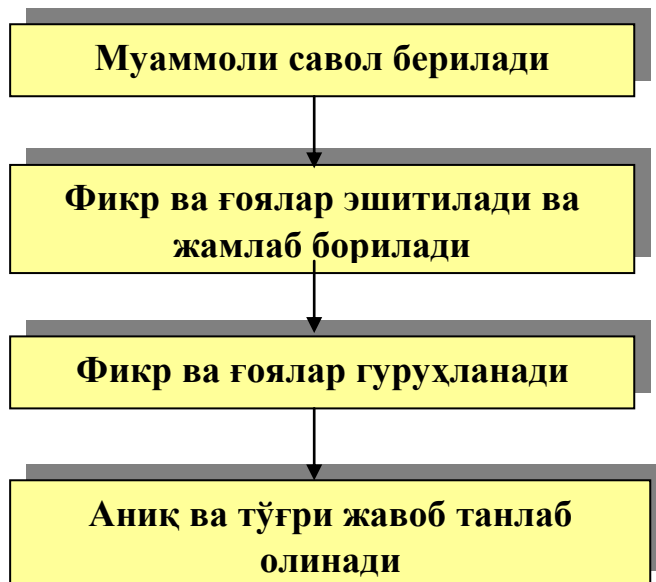 Муаммоли савол берилади
Фикр ва ғоялар эшитилади ва
жамлаб борилади
Фикр ва ғоялар гуруҳланади
Аниқ ва тўғри жавоб танлаб
олинади